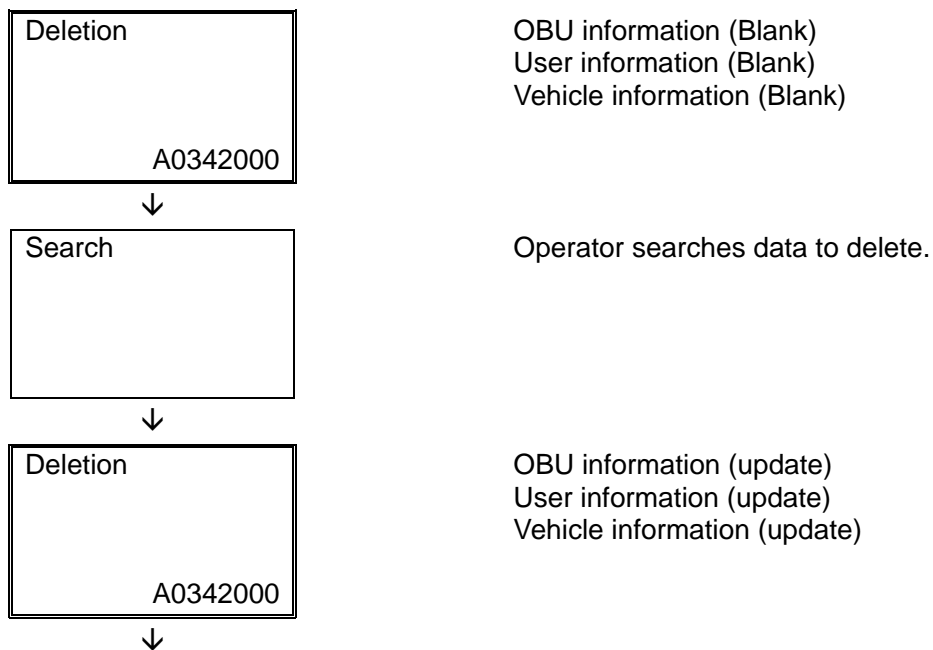 Deletion
OBU information (Blank)
User information (Blank)
Vehicle information (Blank)
A0342000
Search
Operator searches data to delete.
Deletion
OBU information (update)
User information (update)
Vehicle information (update)
A0342000